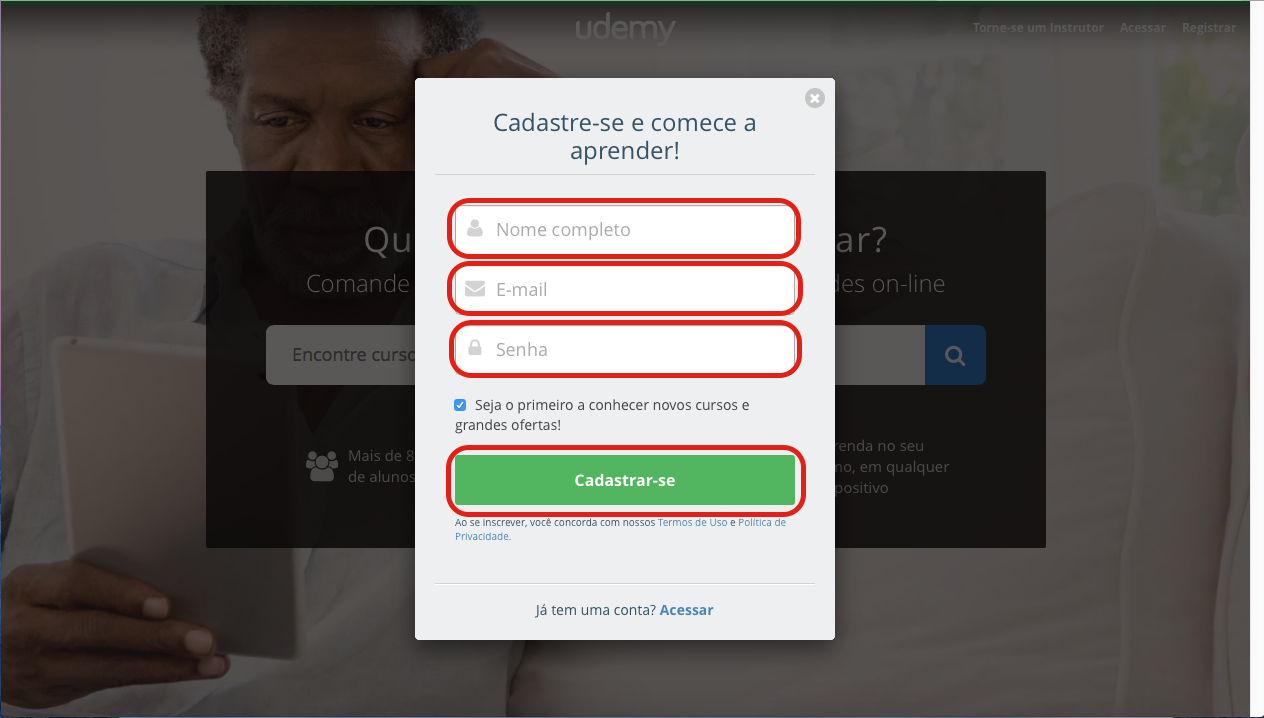 udemy
Torne-se um Instrutor Acessar Registrar
Cadastre-se e comece a
aprender!
Nome completo
E-mail
Senha
Seja o primeiro a conhecer novos cursos e
grandes ofertas!
Cadastrar-se
Ao se inscrever, você concorda com nossos Termos de Uso e Política de
Privacidade.
Já tem uma conta? Acessar
Qu
ar?
Comande
des on-line
Encontre curso
Mais de 8
de alunos
renda no seu
no, em qualquer
positivo